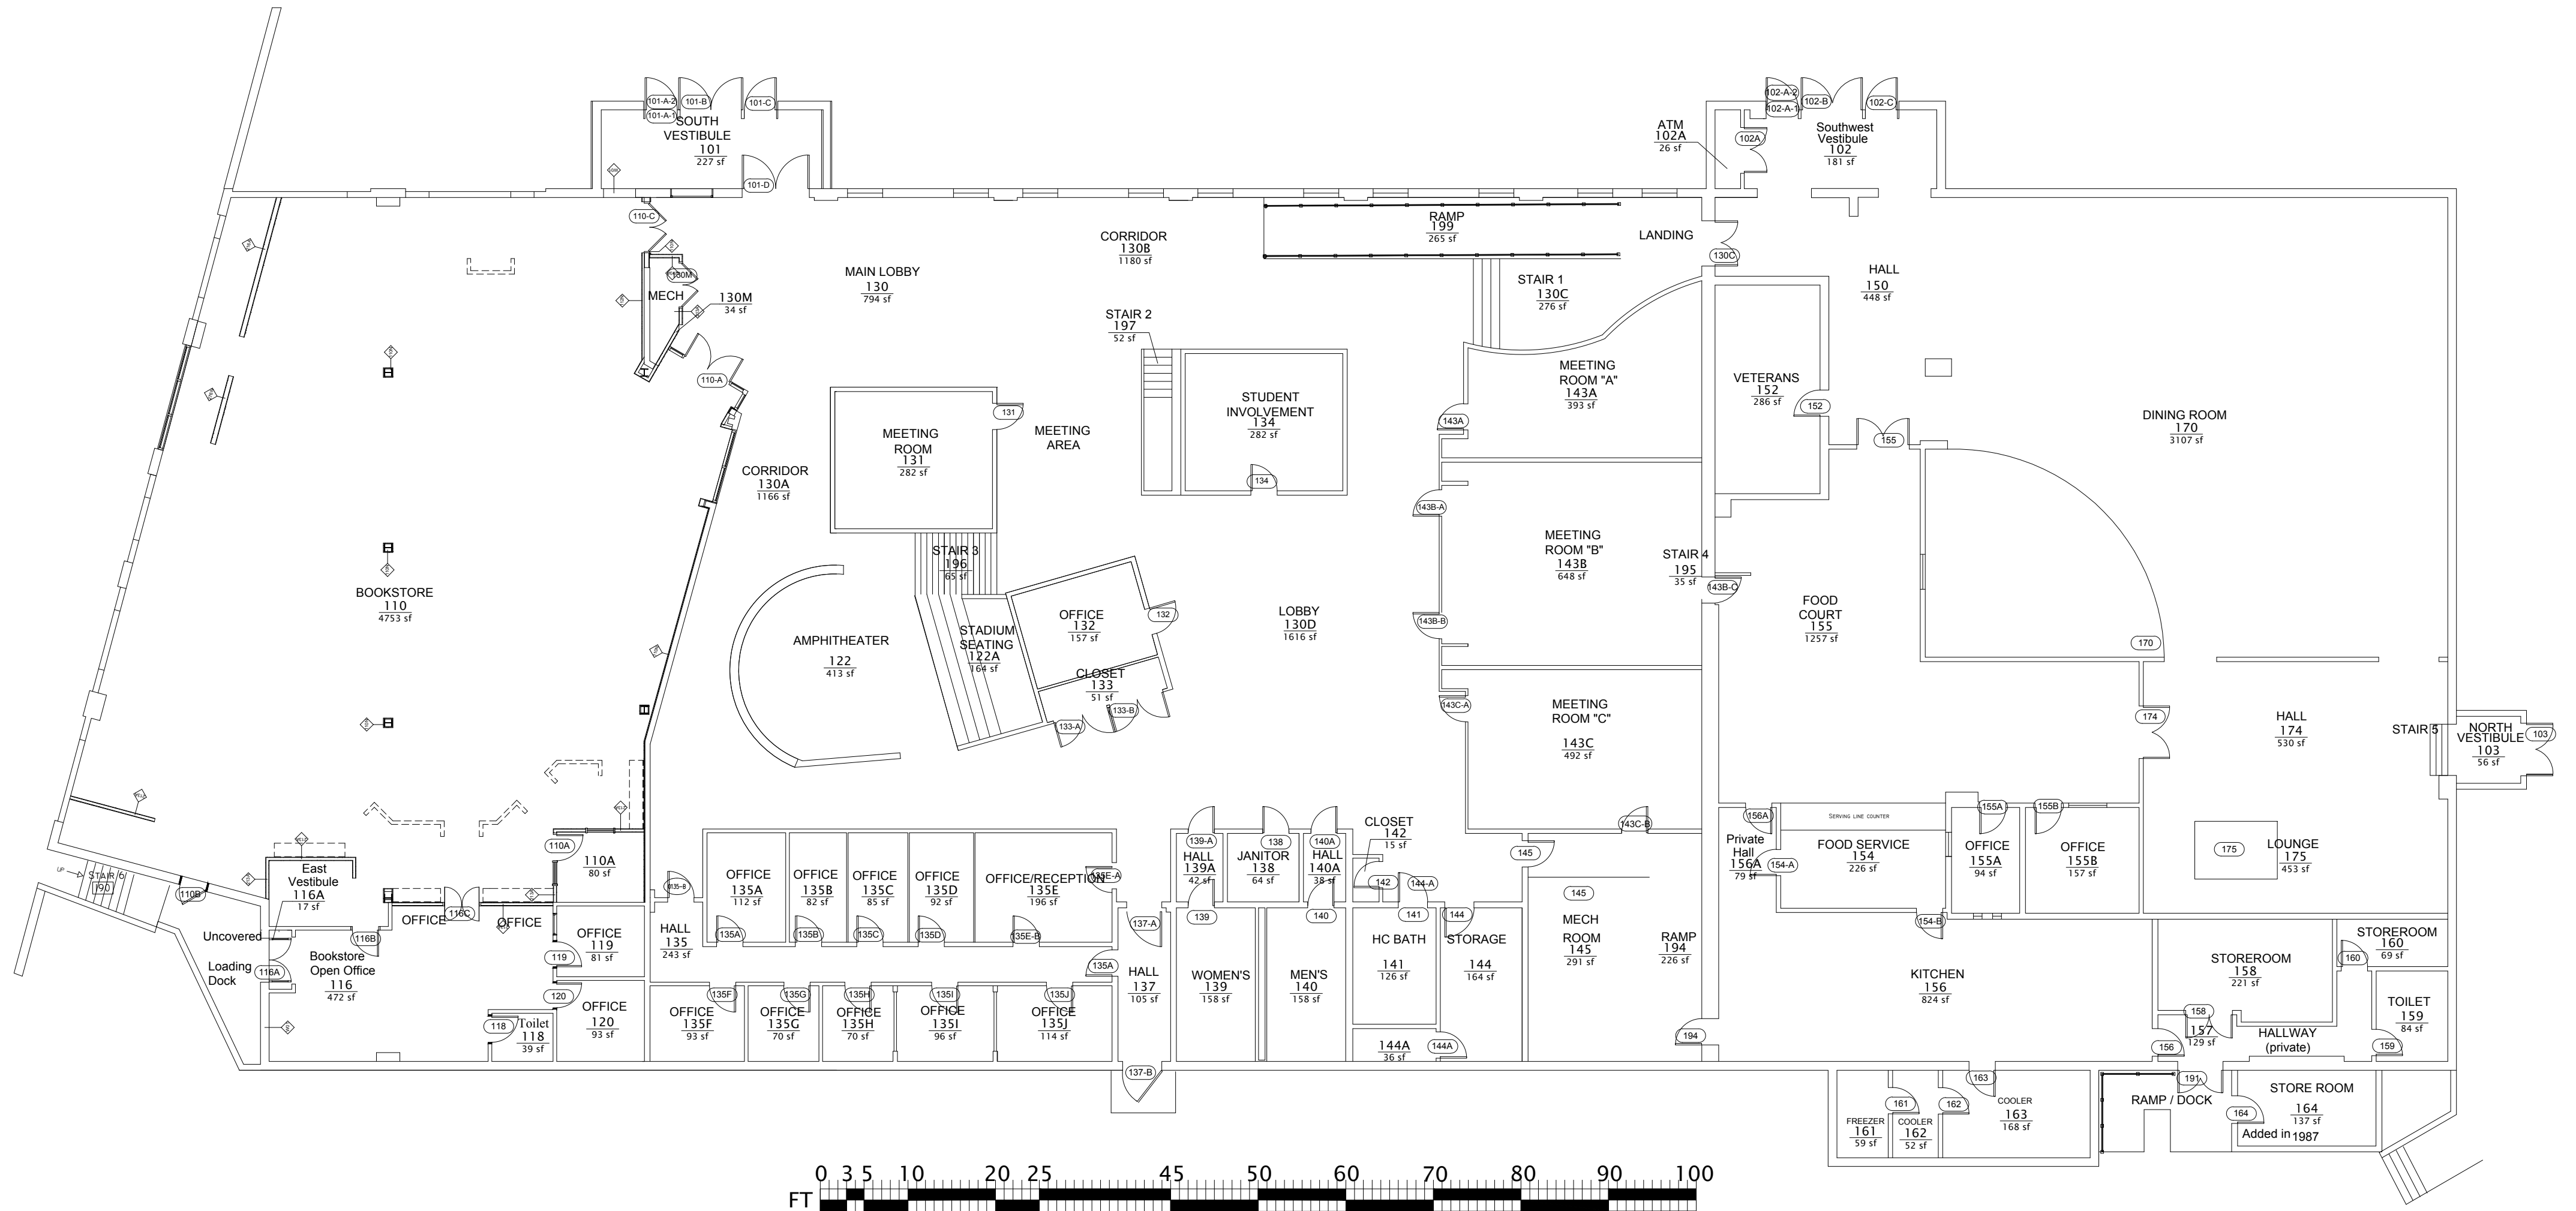 101-A-2
101-B
101-C
101-A-1
SOUTH
VESTIBULE
101
227 sf
101-D
102-A-2
102-B
102-C
102-A-1
ATM
102A
26 sf
102A
Southwest
Vestibule
102
181 sf
110-C
130M
MECH
130M
34 sf
110-A
MAIN LOBBY
130
794 sf
CORRIDOR
130B
1180 sf
RAMP
199
265 sf
LANDING
130C
STAIR 1
130C
276 sf
HALL
150
448 sf
STAIR 2
197
52 sf
STUDENT
INVOLVEMENT
134
282 sf
134
MEETING
ROOM "A"
143A
393 sf
143A
VETERANS
152
286 sf
152
155
DINING ROOM
170
3107 sf
MEETING
ROOM
131
282 sf
131
MEETING
AREA
CORRIDOR
130A
1166 sf
143B-A
MEETING
ROOM "B"
143B
648 sf
STAIR 4
195
35 sf
143B-C
143B-B
STAIR 3
196
65 sf
BOOKSTORE
110
4753 sf
AMPHITHEATER
122
413 sf
STADIUM
SEATING
122A
164 sf
OFFICE
132
157 sf
132
CLOSET
133
51 sf
133-A
133-B
LOBBY
130D
1616 sf
FOOD
COURT
155
1257 sf
170
143C-A
MEETING
ROOM "C"
143C
492 sf
143C-B
174
HALL
174
530 sf
STAIR 5
NORTH
VESTIBULE
103
56 sf
103
UP
STAIR 6
190
110B
East
Vestibule
116A
17 sf
110A
110A
80 sf
OFFICE
116C
OFFICE
Uncovered
Loading
Dock
116A
116B
Bookstore
Open Office
116
472 sf
OFFICE
119
81 sf
119
120
OFFICE
120
93 sf
118
Toilet
118
39 sf
0135-B
HALL
135
243 sf
OFFICE
135A
112 sf
135A
OFFICE
135B
82 sf
135B
OFFICE
135C
85 sf
135C
OFFICE
135D
92 sf
135D
OFFICE/RECEPTION
135E
196 sf
135E-A
135E-B
135F
OFFICE
135F
93 sf
135G
OFFICE
135G
70 sf
135H
OFFICE
135H
70 sf
135I
OFFICE
135I
96 sf
135J
OFFICE
135J
114 sf
135A
137-A
HALL
137
105 sf
137-B
139-A
HALL
139A
42 sf
139
WOMEN'S
139
158 sf
138
JANITOR
138
64 sf
140A
HALL
140A
38 sf
140
MEN'S
140
158 sf
CLOSET
142
15 sf
142
144-A
141
144
HC BATH
141
126 sf
STORAGE
144
164 sf
144A
36 sf
144A
145
145
MECH
ROOM
145
291 sf
RAMP
194
226 sf
194
156A
Private
Hall
156A
79 sf
154-A
SERVING LINE COUNTER
FOOD SERVICE
154
226 sf
154-B
155A
OFFICE
155A
94 sf
155B
OFFICE
155B
157 sf
175
LOUNGE
175
453 sf
KITCHEN
156
824 sf
STOREROOM
158
221 sf
158
157
129 sf
156
HALLWAY
(private)
STOREROOM
160
69 sf
160
TOILET
159
84 sf
159
161
FREEZER
161
59 sf
162
COOLER
162
52 sf
163
COOLER
163
168 sf
RAMP / DOCK
191
164
STORE ROOM
164
137 sf
Added in 1987
0 3 5 10 20 25 45 50 60 70 80 90 100
FT